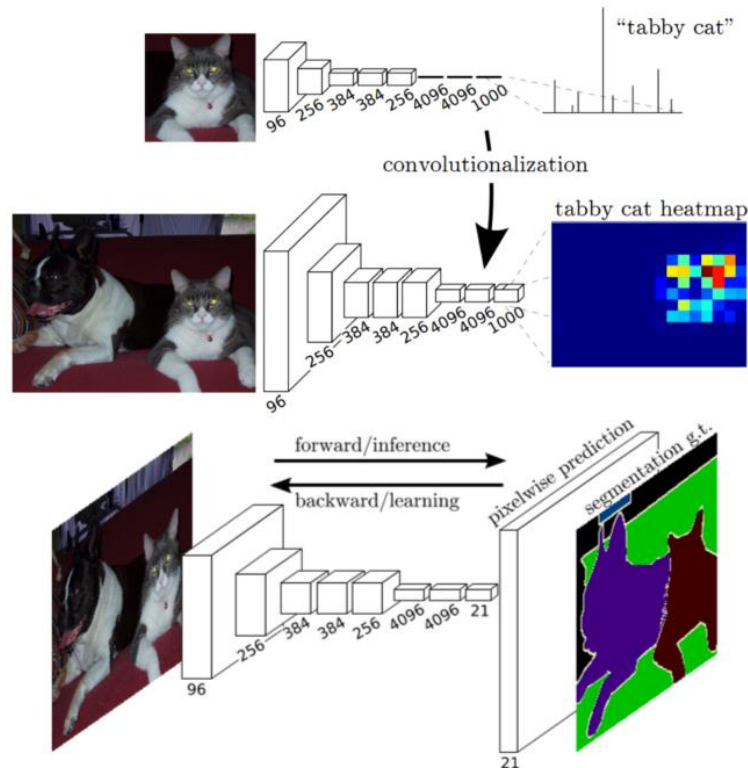 "tabby cat"
96 256 384 384 256 4096 4096 1000
convolutionalization
tabby cat heatmap
96 256 384 384 256 4096 4096 1000
forward/inference
backward/learning
pixelwise prediction
segmentation g.t.
96 256 384 384 256 4096 4096 21
21